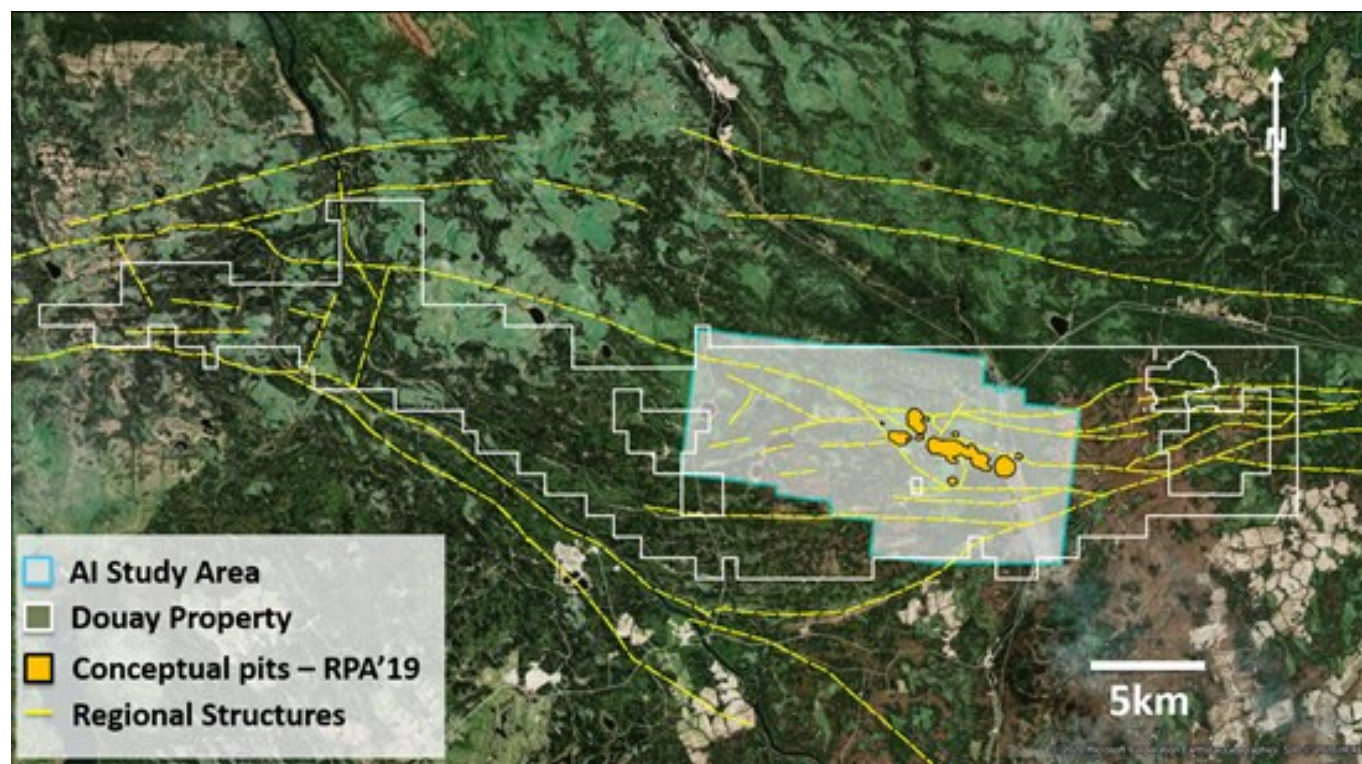 N
AI Study Area
Douay Property
Conceptual pits – RPA'19
Regional Structures
5km